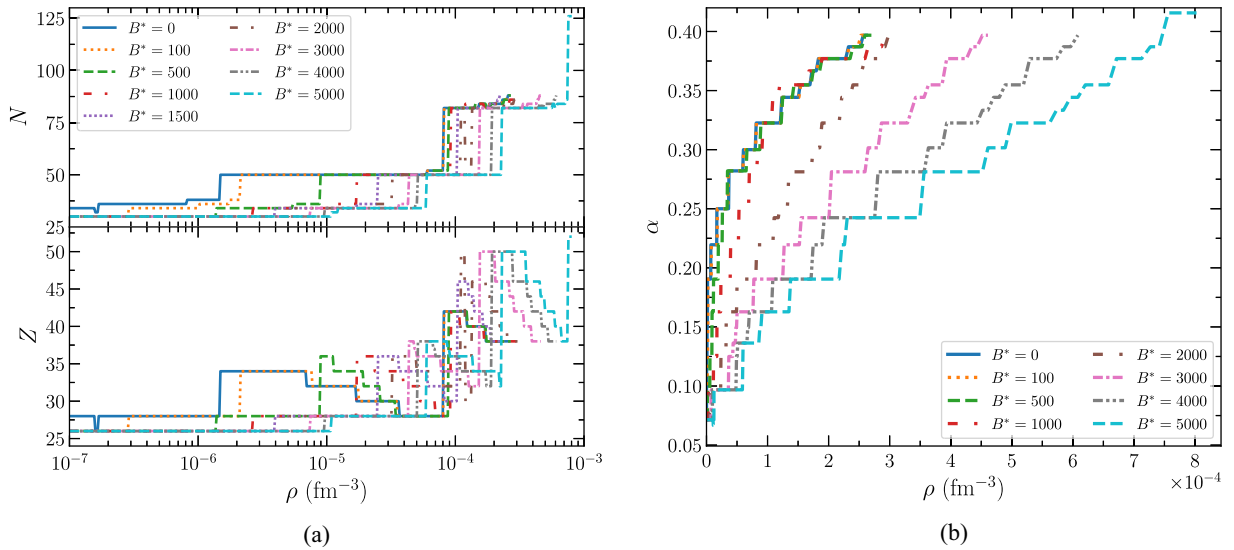 125
100
75
50
25
N
B* = 0
B* = 100
B* = 500
B* = 1000
B* = 1500
B* = 2000
B* = 3000
B* = 4000
B* = 5000
50
45
40
35
30
25
Z
10⁻⁷
10⁻⁶
10⁻⁵
10⁻⁴
10⁻³
ρ (fm⁻³)
(a)
0.40
0.35
0.30
0.25
0.20
0.15
0.10
0.05
α
B* = 0
B* = 100
B* = 500
B* = 1000
B* = 2000
B* = 3000
B* = 4000
B* = 5000
0 1 2 3 4 5 6 7 8
×10⁻⁴
ρ (fm⁻³)
(b)